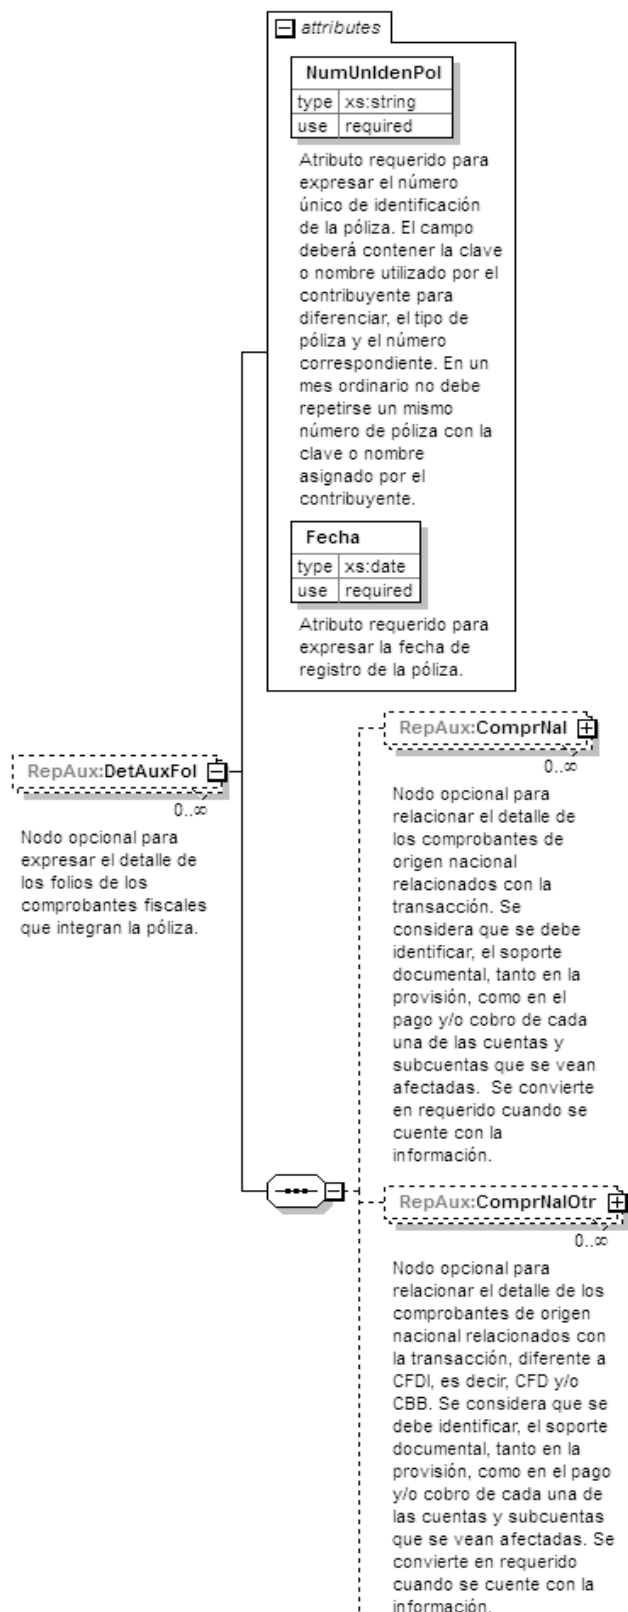 attributes
NumUnIdenPol
type xs:string
use required
Atributo requerido para
expresar el número
único de identificación
de la póliza. El campo
deberá contener la clave
o nombre utilizado por el
contribuyente para
diferenciar, el tipo de
póliza y el número
correspondiente. En un
mes ordinario no debe
repetirse un mismo
número de póliza con la
clave o nombre
asignado por el
contribuyente.
Fecha
type xs:date
use required
Atributo requerido para
expresar la fecha de
registro de la póliza.
RepAux:DetAuxFol
0..∞
Nodo opcional para
expresar el detalle de
los folios de los
comprobantes fiscales
que integran la póliza.
RepAux:ComprNal
0..∞
Nodo opcional para
relacionar el detalle de
los comprobantes de
origen nacional
relacionados con la
transacción. Se
considera que se debe
identificar, el soporte
documental, tanto en la
provisión, como en el
pago y/o cobro de cada
una de las cuentas y
subcuentas que se vean
afectadas.  Se convierte
en requerido cuando se
cuente con la
información.
RepAux:ComprNalOtr
0..∞
Nodo opcional para
relacionar el detalle de los
comprobantes de origen
nacional relacionados con
la transacción, diferente a
CFDI, es decir, CFD y/o
CBB. Se considera que se
debe identificar, el soporte
documental, tanto en la
provisión, como en el pago
y/o cobro de cada una de
las cuentas y subcuentas
que se vean afectadas. Se
convierte en requerido
cuando se cuente con la
información.